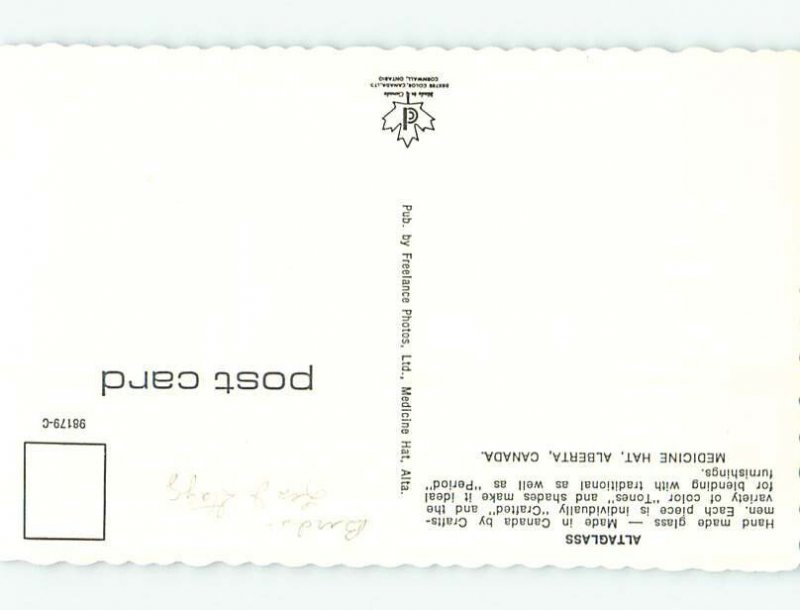 ALTAGLASS
Hand made glass — Made in Canada by Crafts-
men. Each piece is individually "Crafted" and the
variety of color "Tones" and shades make it ideal
for blending with traditional as well as "Period"
furnishings.
MEDICINE HAT, ALBERTA, CANADA.
98179-C
post card
Pub. by Freelance Photos, Ltd., Medicine Hat, Alta.
Made in Canada
DEXTER COLOR, CANADA, LTD
CORNWALL, ONTARIO